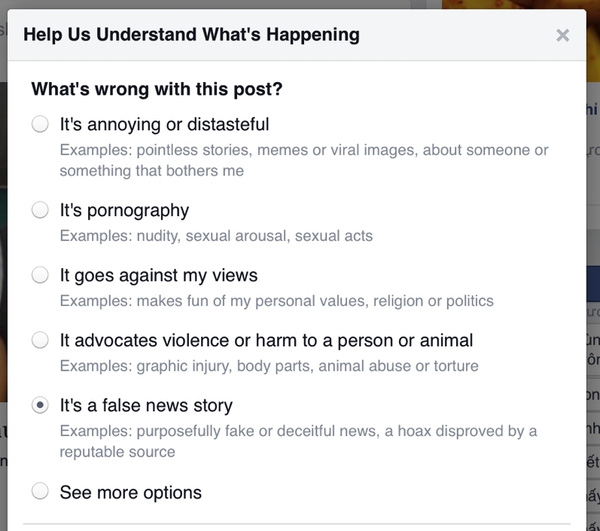 Help Us Understand What's Happening
What's wrong with this post?
It's annoying or distasteful
Examples: pointless stories, memes or viral images, about someone or
something that bothers me
It's pornography
Examples: nudity, sexual arousal, sexual acts
It goes against my views
Examples: makes fun of my personal values, religion or politics
It advocates violence or harm to a person or animal
Examples: graphic injury, body parts, animal abuse or torture
It's a false news story
Examples: purposefully fake or deceitful news, a hoax disproved by a
reputable source
See more options